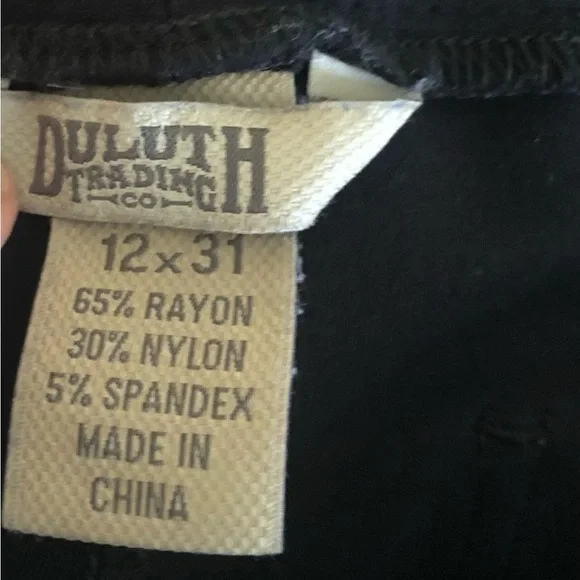 DULUTH
TRADING
CO
12 x 31
65% RAYON
30% NYLON
5% SPANDEX
MADE IN
CHINA